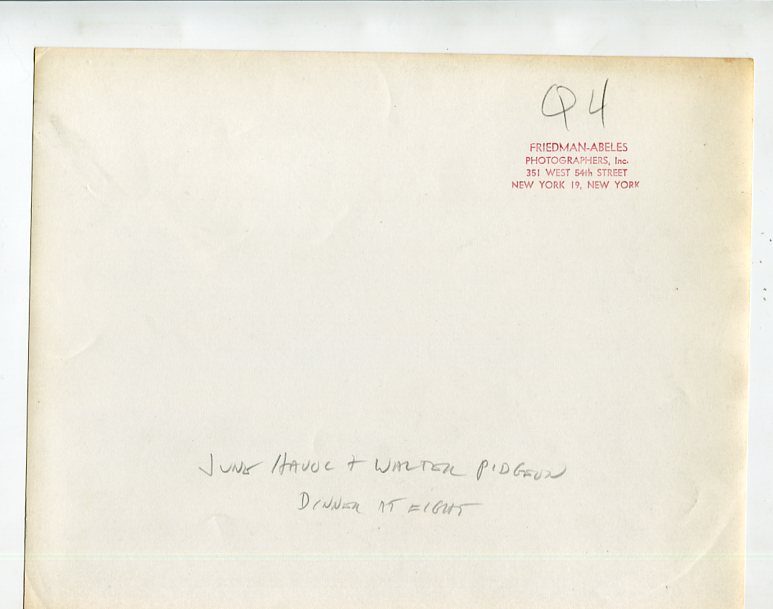 Q4
FRIEDMAN-ABELES
PHOTOGRAPHERS, Inc.
351 WEST 54th STREET
NEW YORK 19, NEW YORK
JUNE HAVOC + WALTER PIDGEON
DINNER AT EIGHT